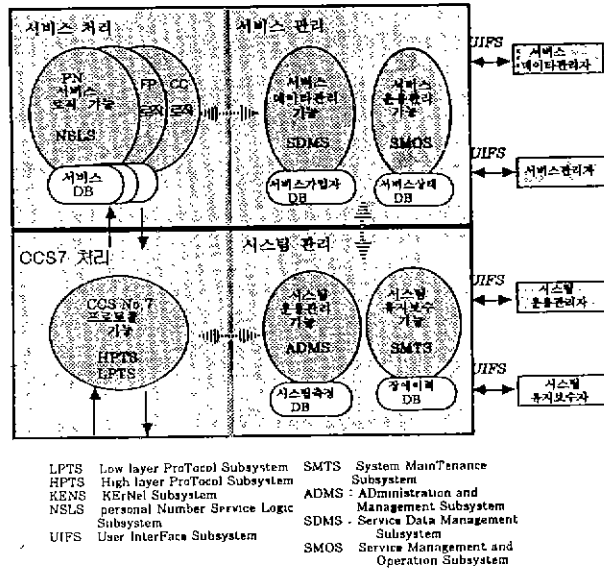 서비스 처리
서비스 관리
PN
서비스
로직 기능
NSLS
FP
로직
CC
로직
서비스
DB
서비스
데이타관리
기능
SDMS
서비스가입자
DB
서비스
운용관리
기능
SMOS
서비스상태
DB
UIFS
서비스
데이타관리자
UIFS
서비스관리자
CCS7 처리
시스팀 관리
CCS No.7
프로토콜
기능
HPTS
LPTS
시스팀
운용관리
기능
ADMS
시스팀측정
DB
시스팀
유지보수
기능
SMTS
장애이력
DB
UIFS
시스팀
운용관리자
UIFS
시스팀
유지보수자
LPTS Low layer ProTocol Subsystem
HPTS High layer ProTocol Subsystem
KENS KErNel Subsystem
NSLS personal Number Service Logic
Subsystem
UIFS User InterFace Subsystem
SMTS System MainTenance
Subsystem
ADMS : ADministration and
Management Subsystem
SDMS - Service Data Management
Subsystem
SMOS Service Management and
Operation Subsystem